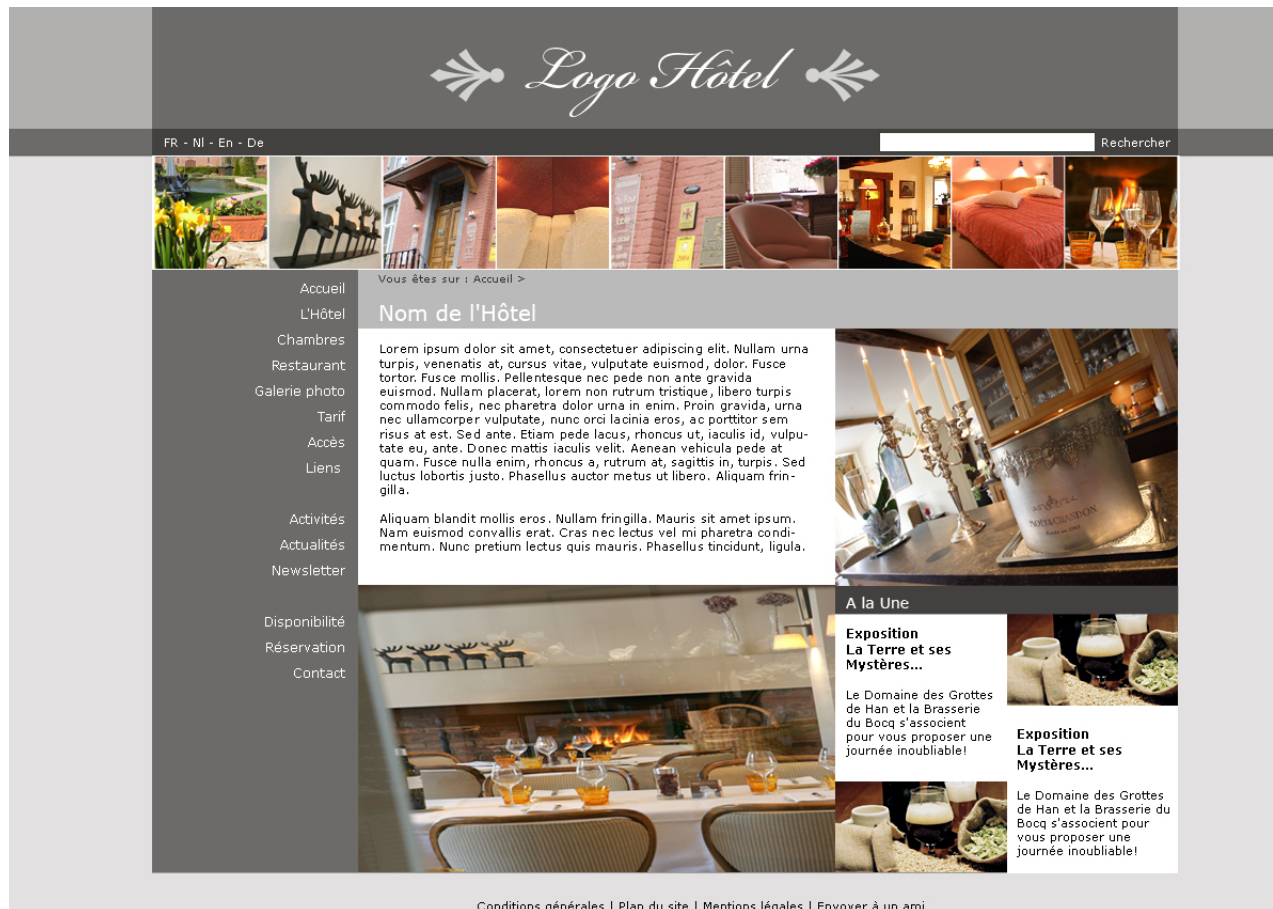 Logo Hôtel
FR - Nl - En - De
Rechercher
Vous êtes sur : Accueil >
Nom de l'Hôtel
Accueil
L'Hôtel
Chambres
Restaurant
Galerie photo
Tarif
Accès
Liens
Activités
Actualités
Newsletter
Disponibilité
Réservation
Contact
Lorem ipsum dolor sit amet, consectetuer adipiscing elit. Nullam urna
turpis, venenatis at, cursus vitae, vulputate euismod, dolor. Fusce
tortor. Fusce mollis. Pellentesque nec pede non ante gravida
euismod. Nullam placerat, lorem non rutrum tristique, libero turpis
commodo felis, nec pharetra dolor urna in enim. Proin gravida, urna
nec ullamcorper vulputate, nunc orci lacinia eros, ac porttitor sem
risus at est. Sed ante. Etiam pede lacus, rhoncus ut, iaculis id, vulpu-
tate eu, ante. Donec mattis iaculis velit. Aenean vehicula pede at
quam. Fusce nulla enim, rhoncus a, rutrum at, sagittis in, turpis. Sed
luctus lobortis justo. Phasellus auctor metus ut libero. Aliquam frin-
gilla.
Aliquam blandit mollis eros. Nullam fringilla. Mauris sit amet ipsum.
Nam euismod convallis erat. Cras nec lectus vel mi pharetra condi-
mentum. Nunc pretium lectus quis mauris. Phasellus tincidunt, ligula.
MOËT & CHANDON
A la Une
Exposition
La Terre et ses
Mystères...
Le Domaine des Grottes
de Han et la Brasserie
du Bocq s'associent
pour vous proposer une
journée inoubliable!
Exposition
La Terre et ses
Mystères...
Le Domaine des Grottes
de Han et la Brasserie du
Bocq s'associent pour
vous proposer une
journée inoubliable!
Conditions générales | Plan du site | Mentions légales | Envoyer à un ami